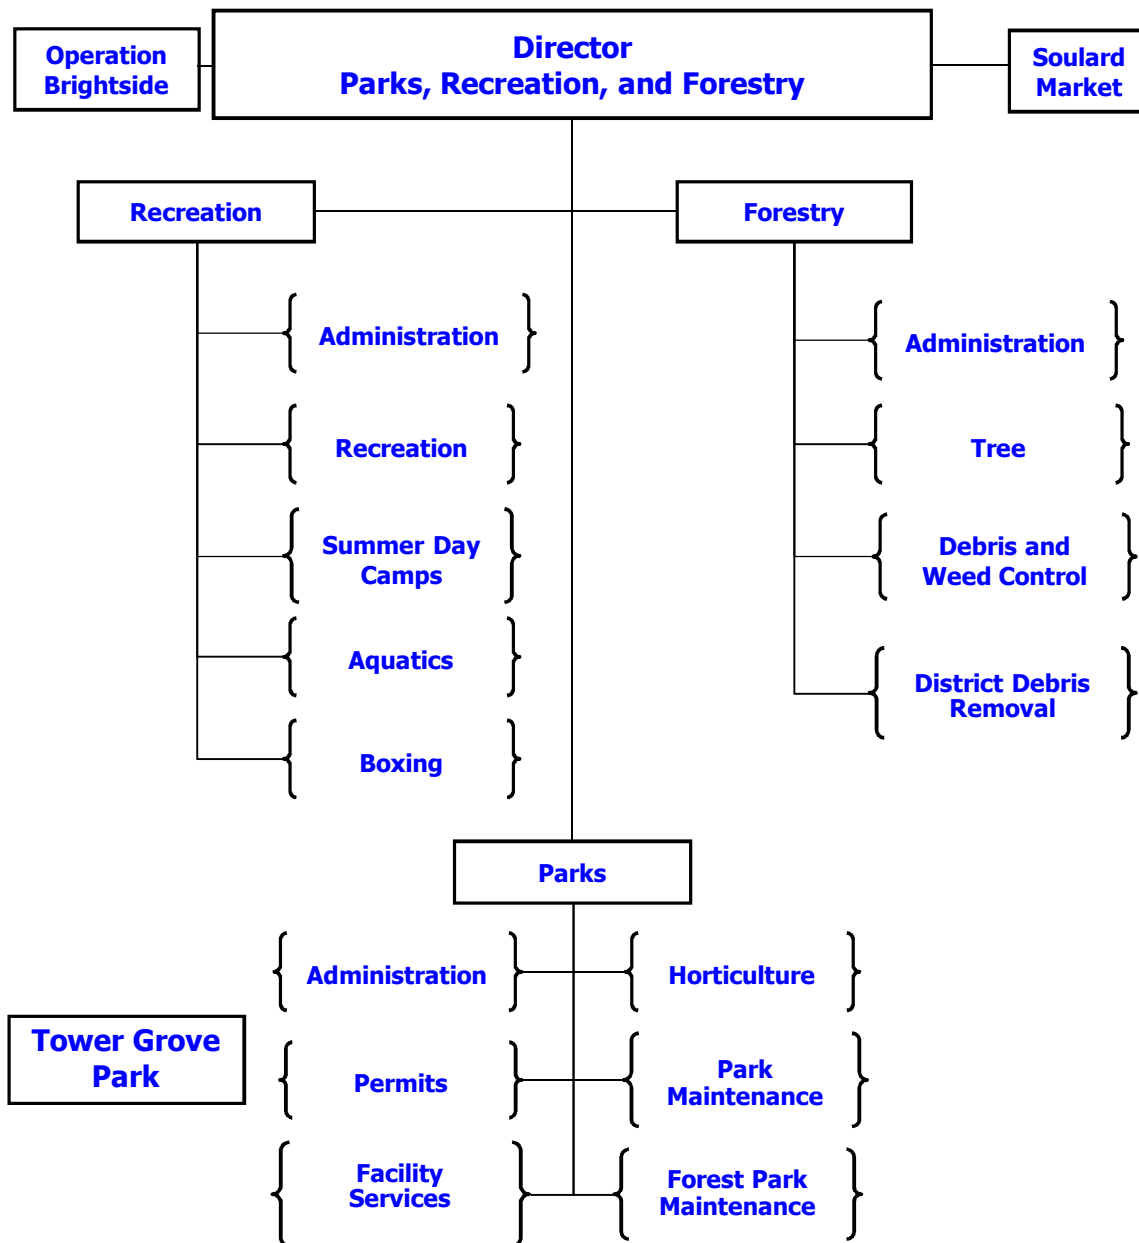 Operation
Brightside
Director
Parks, Recreation, and Forestry
Soulard
Market
Recreation
Forestry
Administration
Recreation
Summer Day
Camps
Aquatics
Boxing
Administration
Tree
Debris and
Weed Control
District Debris
Removal
Parks
Administration
Horticulture
Tower Grove
Park
Permits
Park
Maintenance
Facility
Services
Forest Park
Maintenance